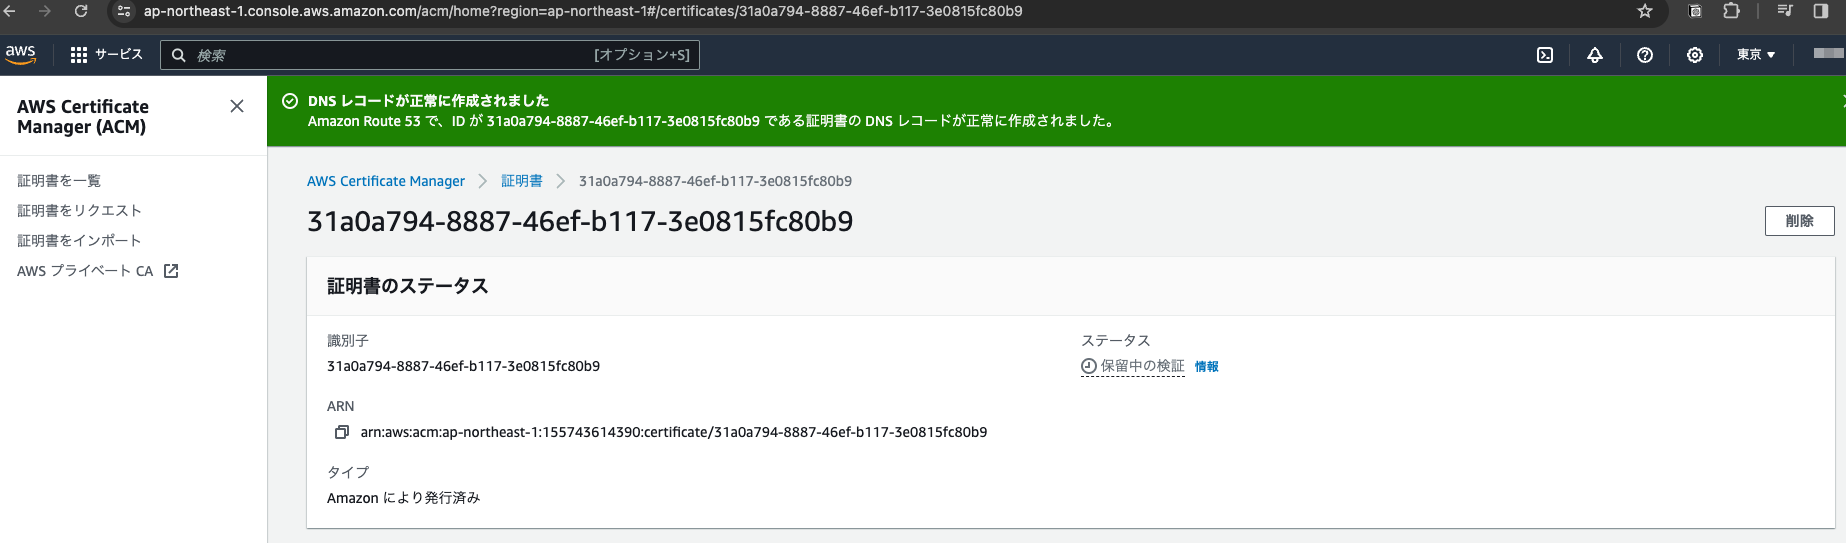 ap-northeast-1.console.aws.amazon.com/acm/home?region=ap-northeast-1#/certificates/31a0a794-8887-46ef-b117-3e0815fc80b9
aws サービス 検索 [オプション+S] 東京
AWS Certificate
Manager (ACM)
証明書を一覧
証明書をリクエスト
証明書をインポート
AWS プライベート CA
DNS レコードが正常に作成されました
Amazon Route 53 で、ID が 31a0a794-8887-46ef-b117-3e0815fc80b9 である証明書の DNS レコードが正常に作成されました。
AWS Certificate Manager 証明書 31a0a794-8887-46ef-b117-3e0815fc80b9
31a0a794-8887-46ef-b117-3e0815fc80b9
削除
証明書のステータス
識別子
31a0a794-8887-46ef-b117-3e0815fc80b9
ステータス
保留中の検証 情報
ARN
arn:aws:acm:ap-northeast-1:155743614390:certificate/31a0a794-8887-46ef-b117-3e0815fc80b9
タイプ
Amazon により発行済み